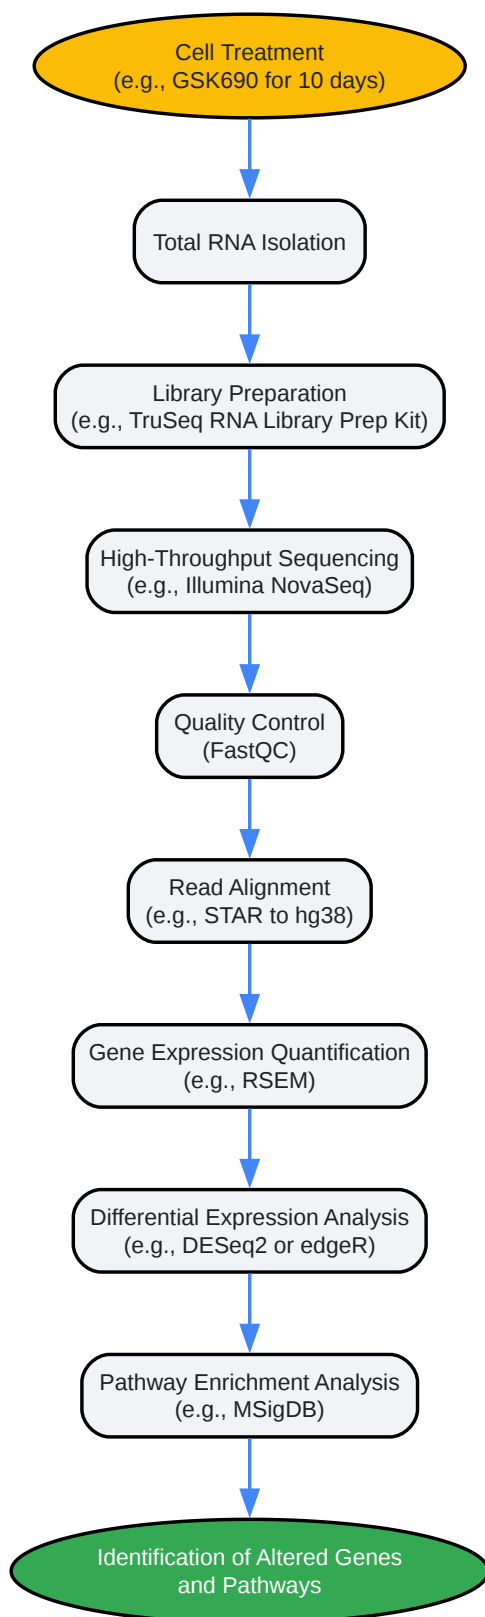 Cell Treatment
(e.g., GSK690 for 10 days)
Total RNA Isolation
Library Preparation
(e.g., TruSeq RNA Library Prep Kit)
High-Throughput Sequencing
(e.g., Illumina NovaSeq)
Quality Control
(FastQC)
Read Alignment
(e.g., STAR to hg38)
Gene Expression Quantification
(e.g., RSEM)
Differential Expression Analysis
(e.g., DESeq2 or edgeR)
Pathway Enrichment Analysis
(e.g., MSigDB)
Identification of Altered Genes
and Pathways